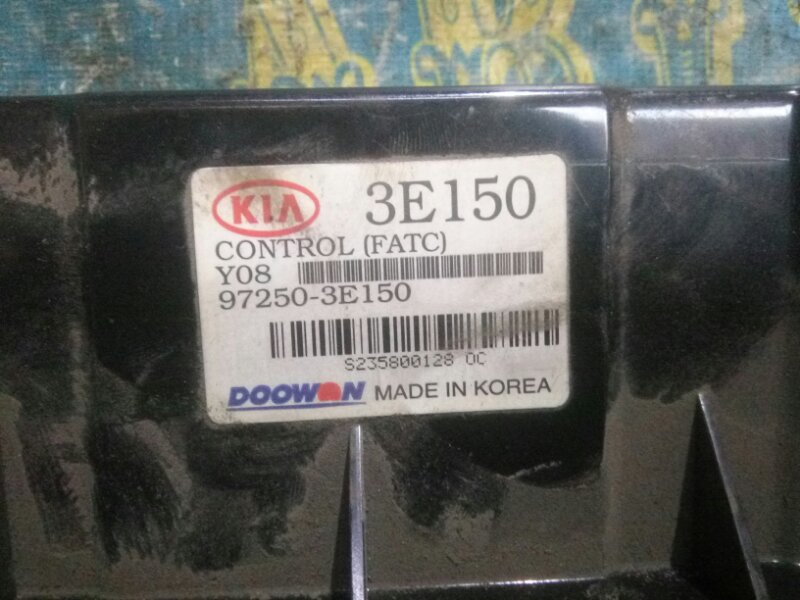 KIA 3E150
CONTROL (FATC)
Y08
97250-3E150
S235800128 0C
DOOWON MADE IN KOREA